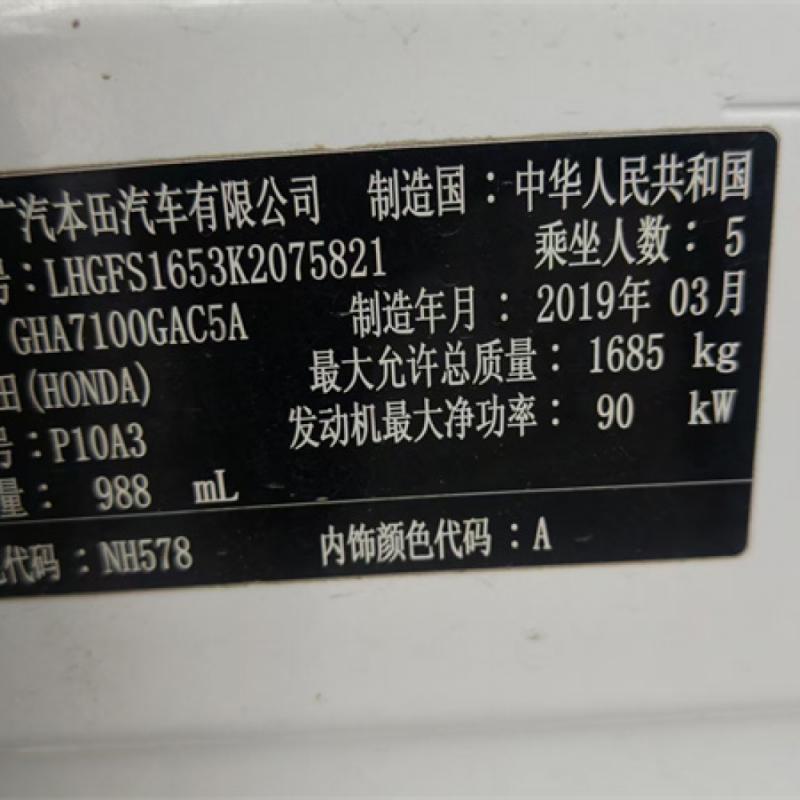 广汽本田汽车有限公司 制造国：中华人民共和国
号：LHGFS1653K2075821 乘坐人数：5
GHA7100GAC5A 制造年月：2019年 03月
田(HONDA) 最大允许总质量：1685 kg
号：P10A3 发动机最大净功率：90 kW
量：988 mL
代码：NH578 内饰颜色代码：A